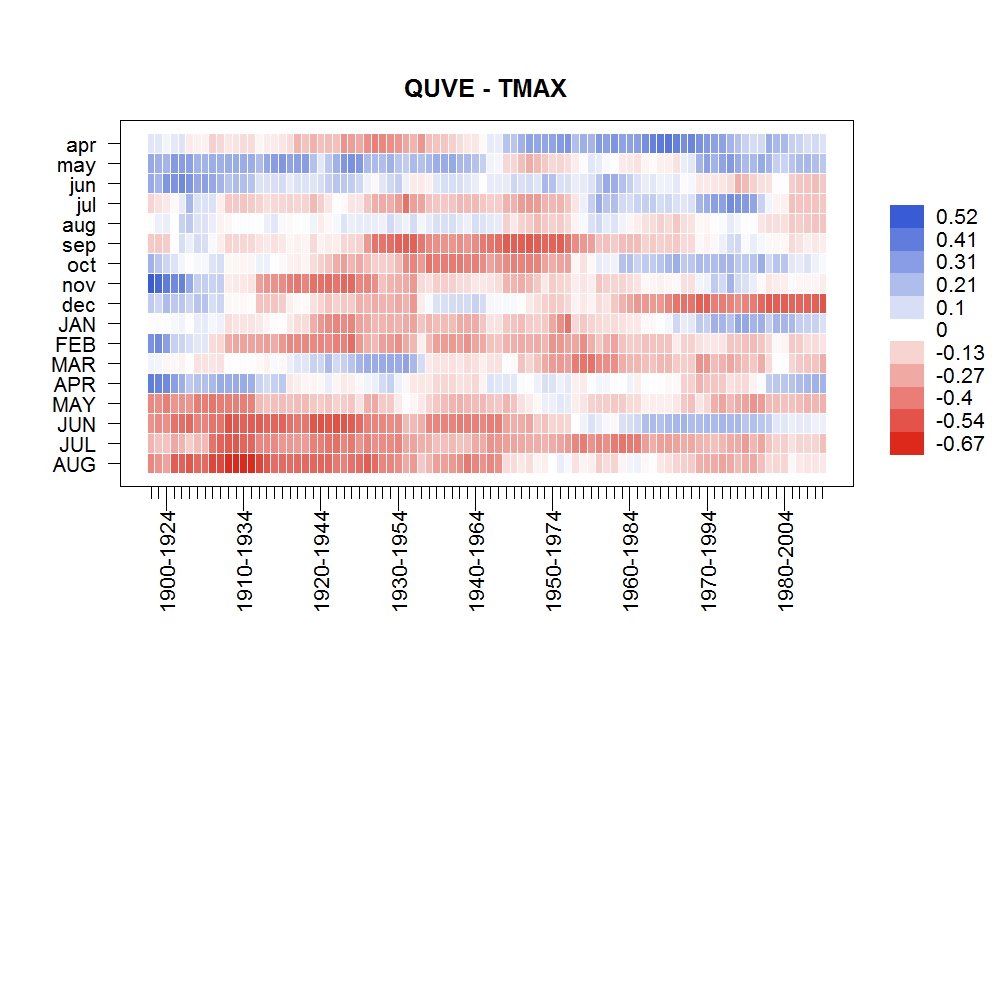 QUVE - TMAX
apr
may
jun
jul
aug
sep
oct
nov
dec
JAN
FEB
MAR
APR
MAY
JUN
JUL
AUG
0.52
0.41
0.31
0.21
0.1
0
-0.13
-0.27
-0.4
-0.54
-0.67
1900-1924
1910-1934
1920-1944
1930-1954
1940-1964
1950-1974
1960-1984
1970-1994
1980-2004